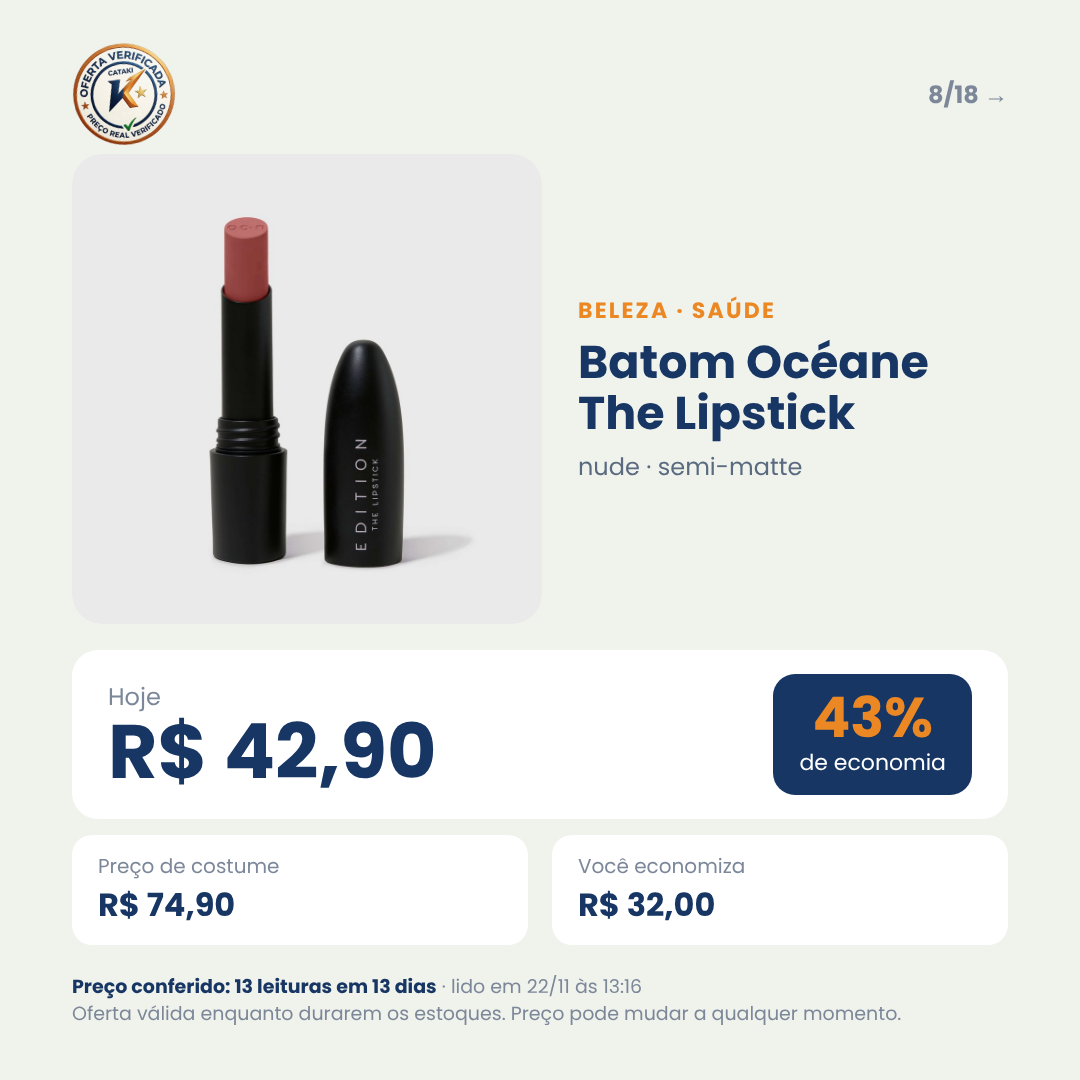 OFERTA VERIFICADA
CATAKI
K
PREÇO REAL VERIFICADO
8/18 →
EDITION
THE LIPSTICK
BELEZA · SAÚDE
Batom Océane
The Lipstick
nude · semi-matte
Hoje
R$ 42,90
43%
de economia
Preço de costume
R$ 74,90
Você economiza
R$ 32,00
Preço conferido: 13 leituras em 13 dias · lido em 22/11 às 13:16
Oferta válida enquanto durarem os estoques. Preço pode mudar a qualquer momento.